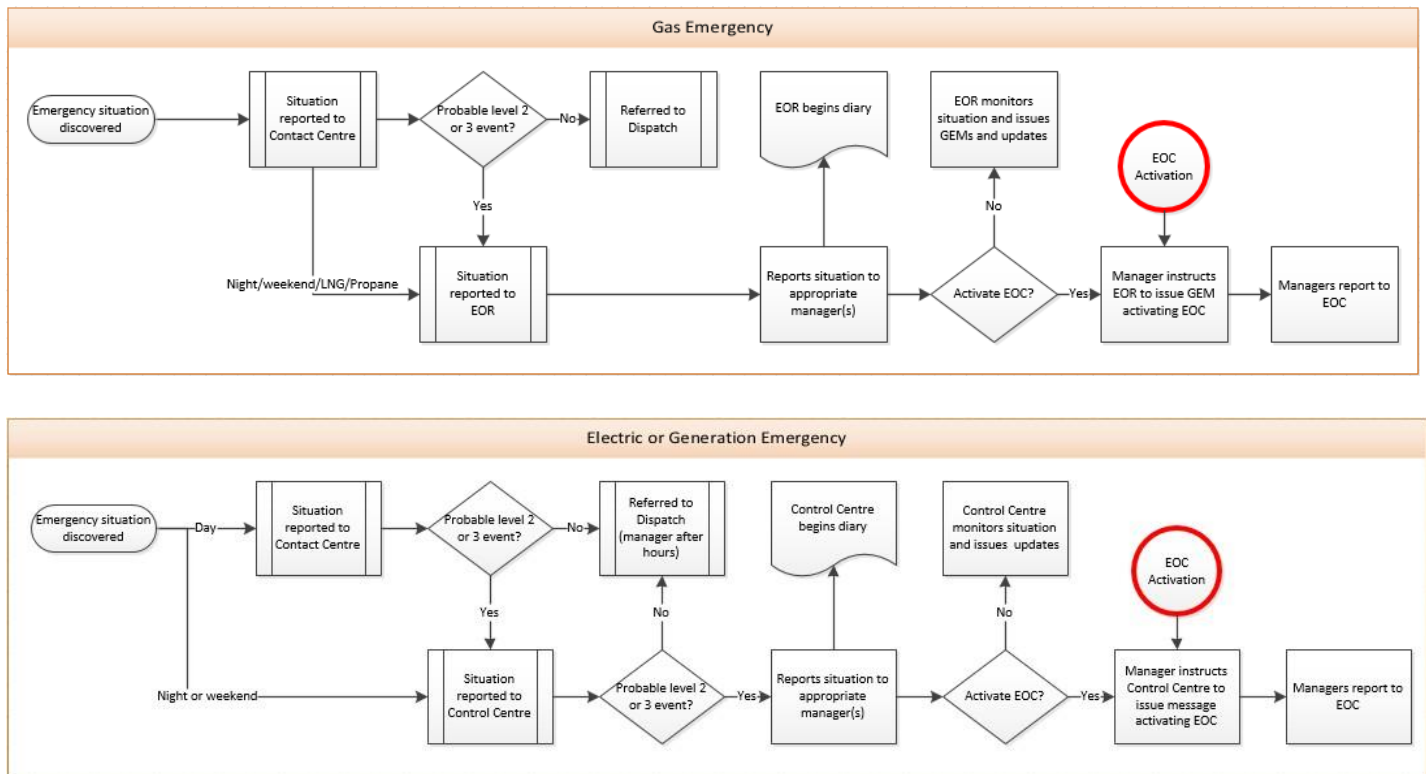 Gas Emergency
Emergency situation
discovered
Situation
reported to
Contact Centre
Probable level 2
or 3 event?
No
Referred to
Dispatch
EOR begins diary
EOR monitors
situation and issues
GEMs and updates
EOC
Activation
Yes
No
Night/weekend/LNG/Propane
Situation
reported to
EOR
Reports situation to
appropriate
manager(s)
Activate EOC?
Yes
Manager instructs
EOR to issue GEM
activating EOC
Managers report to
EOC
Electric or Generation Emergency
Emergency situation
discovered
Day
Situation
reported to
Contact Centre
Probable level 2
or 3 event?
No
Referred to
Dispatch
(manager after
hours)
Control Centre
begins diary
Control Centre
monitors situation
and issues updates
EOC
Activation
Yes
No
No
Night or weekend
Situation
reported to
Control Centre
Probable level 2
or 3 event?
Yes
Reports situation to
appropriate
manager(s)
Activate EOC?
Yes
Manager instructs
Control Centre to
issue message
activating EOC
Managers report to
EOC